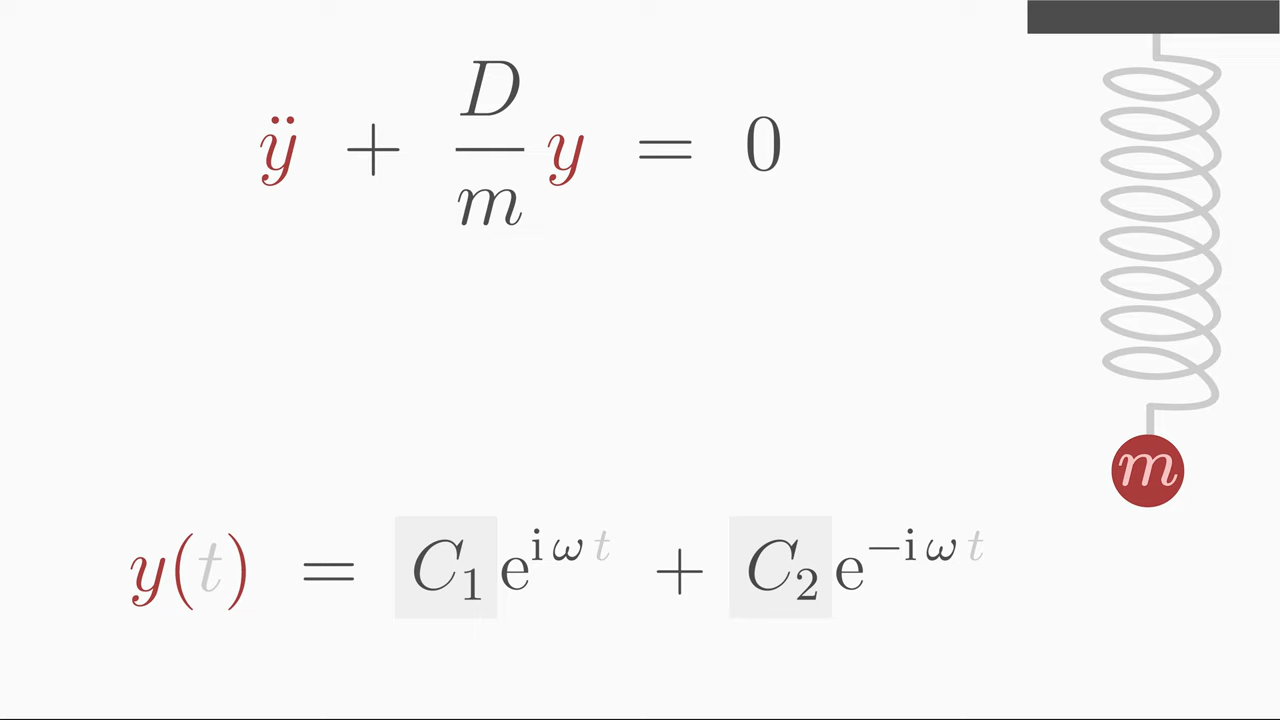 ÿ + D/m y = 0
m
y(t) = C₁e^{iωt} + C₂e^{−iωt}